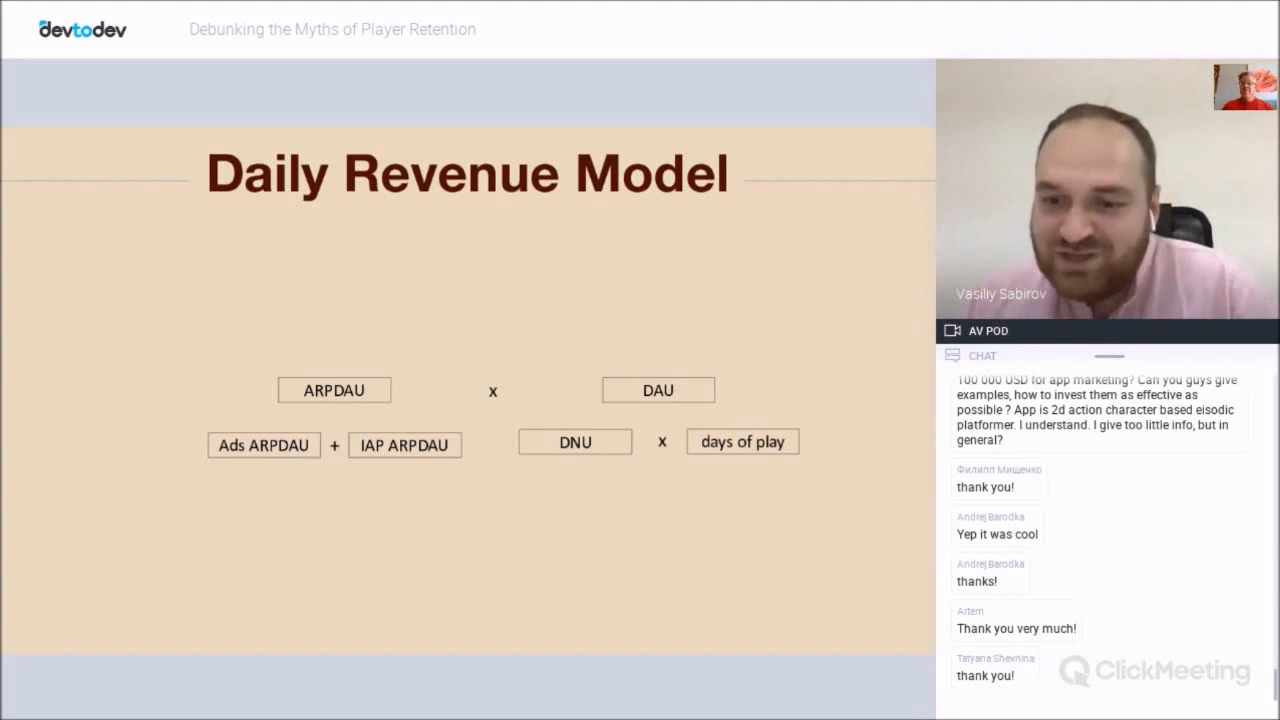 devtodev
Debunking the Myths of Player Retention
Daily Revenue Model
ARPDAU x DAU
Ads ARPDAU + IAP ARPDAU DNU x days of play
Vasiliy Sabirov
AV POD
CHAT
100 000 USD for app marketing? Can you guys give
examples, how to invest them as effective as
possible ? App is 2d action character based eisodic
platformer. I understand. I give too little info, but in
general?
Филипп Мищенко
thank you!
Andrej Barodka
Yep it was cool
Andrej Barodka
thanks!
Artem
Thank you very much!
Tatyana Shevnina
thank you!
ClickMeeting